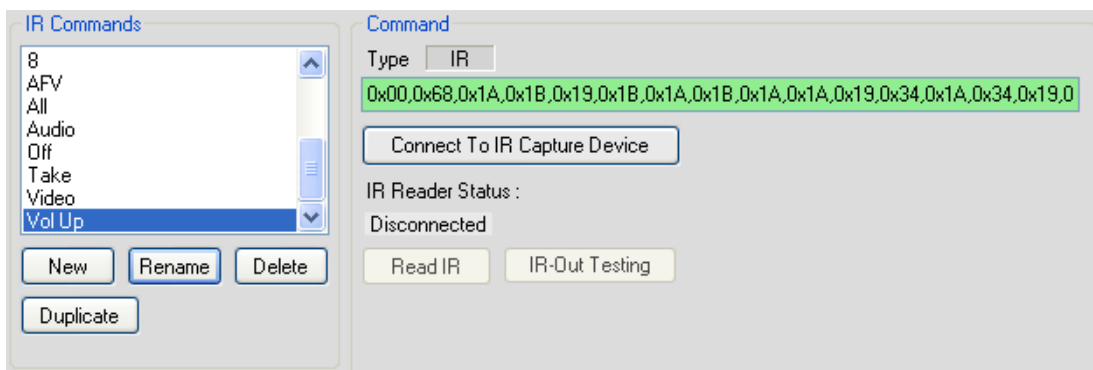 IR Commands
8
AFV
All
Audio
Off
Take
Video
Vol Up
New Rename Delete
Duplicate
Command
Type IR
0x00,0x68,0x1A,0x1B,0x19,0x1B,0x1A,0x1B,0x1A,0x1A,0x19,0x34,0x1A,0x34,0x19,0
Connect To IR Capture Device
IR Reader Status :
Disconnected
Read IR IR-Out Testing